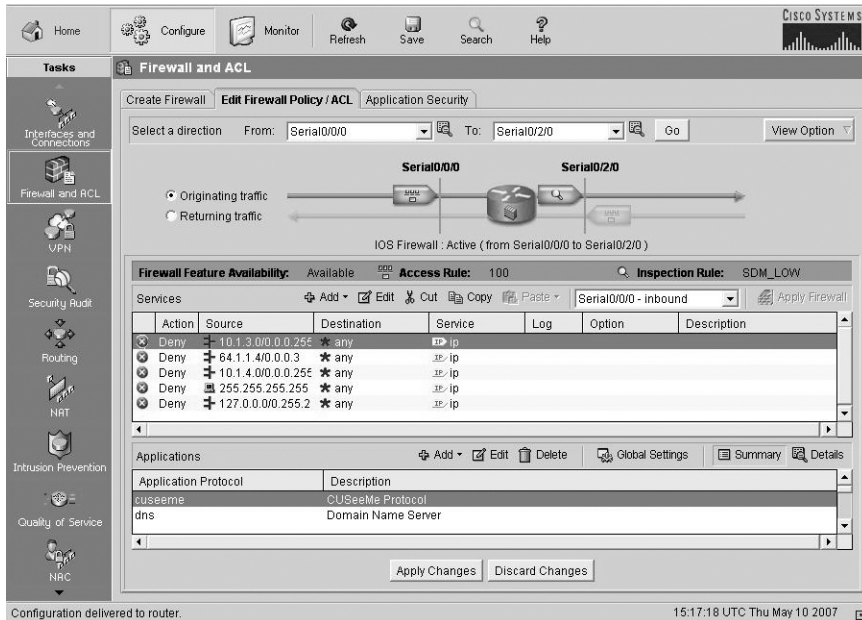 Home
Configure
Monitor
Refresh
Save
Search
Help
CISCO SYSTEMS
Tasks
Firewall and ACL
Interfaces and Connections
Firewall and ACL
VPN
Security Audit
Routing
NAT
Intrusion Prevention
Quality of Service
NAC
Create Firewall
Edit Firewall Policy / ACL
Application Security
Select a direction From: Serial0/0/0 To: Serial0/2/0 Go View Option
Serial0/0/0 Serial0/2/0
Originating traffic
Returning traffic
IOS Firewall : Active ( from Serial0/0/0 to Serial0/2/0 )
Firewall Feature Availability: Available Access Rule: 100 Inspection Rule: SDM_LOW
Services Add Edit Cut Copy Paste Serial0/0/0 - inbound Apply Firewall
Action Source Destination Service Log Option Description
Deny 10.1.3.0/0.0.0.255 any ip
Deny 64.1.1.4/0.0.0.3 any ip
Deny 10.1.4.0/0.0.0.255 any ip
Deny 255.255.255.255 any ip
Deny 127.0.0.0/0.255.2 any ip
Applications Add Edit Delete Global Settings Summary Details
Application Protocol Description
cuseeme CUSeeMe Protocol
dns Domain Name Server
Apply Changes Discard Changes
Configuration delivered to router. 15:17:18 UTC Thu May 10 2007